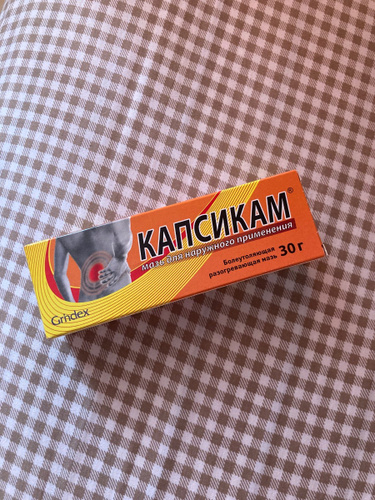 КАПСИКАМ®
мазь для наружного применения
Болеутоляющая
разогревающая мазь 30 г
Grindex